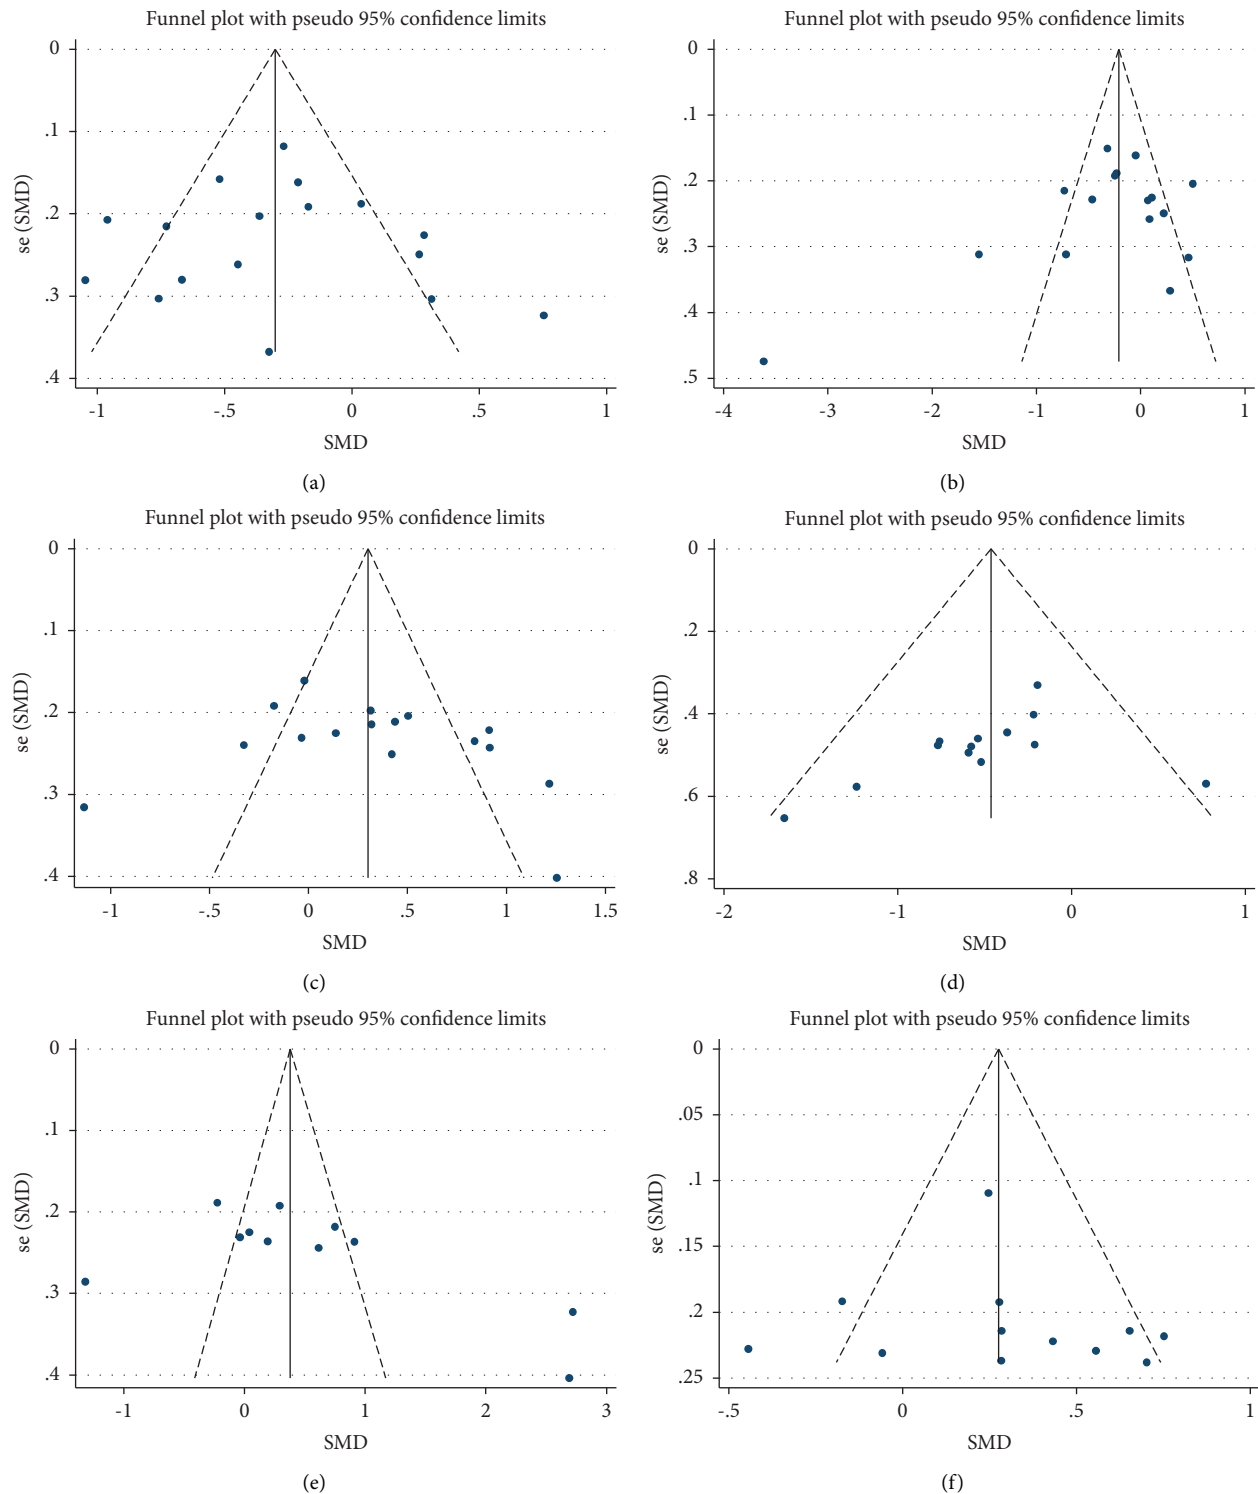 Funnel plot with pseudo 95% confidence limits
0
.1
.2
.3
.4
se (SMD)
-1
-.5
0
.5
1
SMD
(a)
Funnel plot with pseudo 95% confidence limits
0
.1
.2
.3
.4
.5
se (SMD)
-4
-3
-2
-1
0
1
SMD
(b)
Funnel plot with pseudo 95% confidence limits
0
.1
.2
.3
.4
se (SMD)
-1
-.5
0
.5
1
1.5
SMD
(c)
Funnel plot with pseudo 95% confidence limits
0
.2
.4
.6
.8
se (SMD)
-2
-1
0
1
SMD
(d)
Funnel plot with pseudo 95% confidence limits
0
.1
.2
.3
.4
se (SMD)
-1
0
1
2
3
SMD
(e)
Funnel plot with pseudo 95% confidence limits
0
.05
.1
.15
.2
.25
se (SMD)
-.5
0
.5
1
SMD
(f)